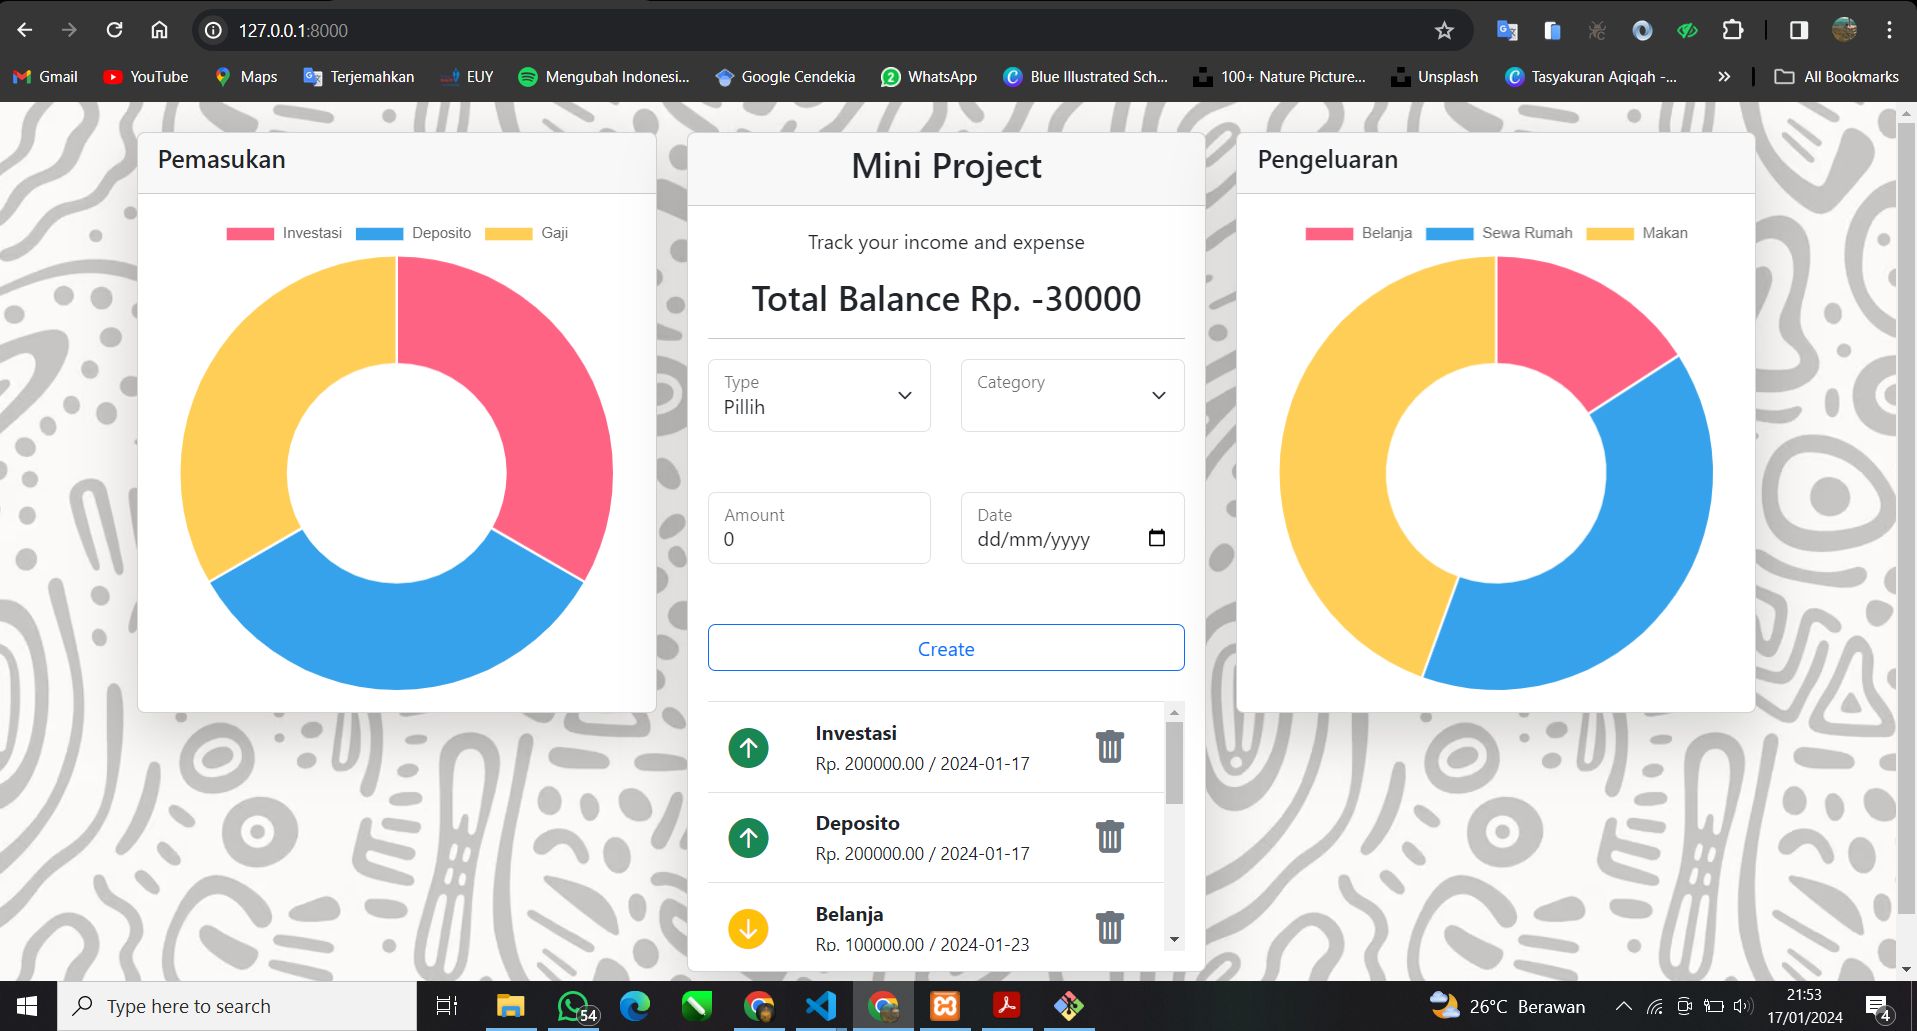 127.0.0.1:8000
Gmail
YouTube
Maps
Terjemahkan
EUY
Mengubah Indonesi...
Google Cendekia
WhatsApp
Blue Illustrated Sch...
100+ Nature Picture...
Unsplash
Tasyakuran Aqiqah -...
All Bookmarks
Pemasukan
Investasi
Deposito
Gaji
Mini Project
Track your income and expense
Total Balance Rp. -30000
Type
Pillih
Category
Amount
0
Date
dd/mm/yyyy
Create
Investasi
Rp. 200000.00 / 2024-01-17
Deposito
Rp. 200000.00 / 2024-01-17
Belanja
Rp. 100000.00 / 2024-01-23
Pengeluaran
Belanja
Sewa Rumah
Makan
Type here to search
54
26°C Berawan
21:53
17/01/2024
4